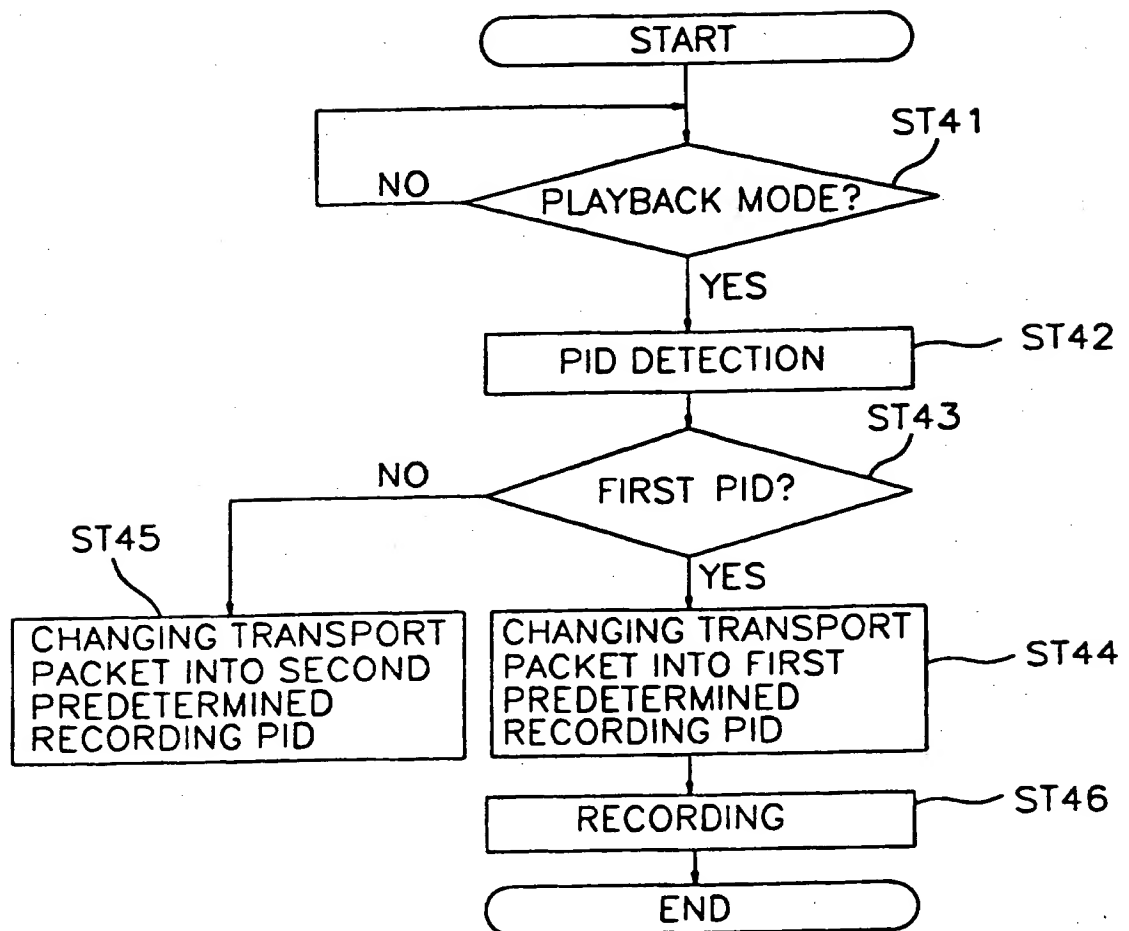 START
ST41
NO
PLAYBACK MODE?
YES
PID DETECTION
ST42
ST43
NO
FIRST PID?
ST45
YES
CHANGING TRANSPORT
PACKET INTO SECOND
PREDETERMINED
RECORDING PID
CHANGING TRANSPORT
PACKET INTO FIRST
PREDETERMINED
RECORDING PID
ST44
RECORDING
ST46
END